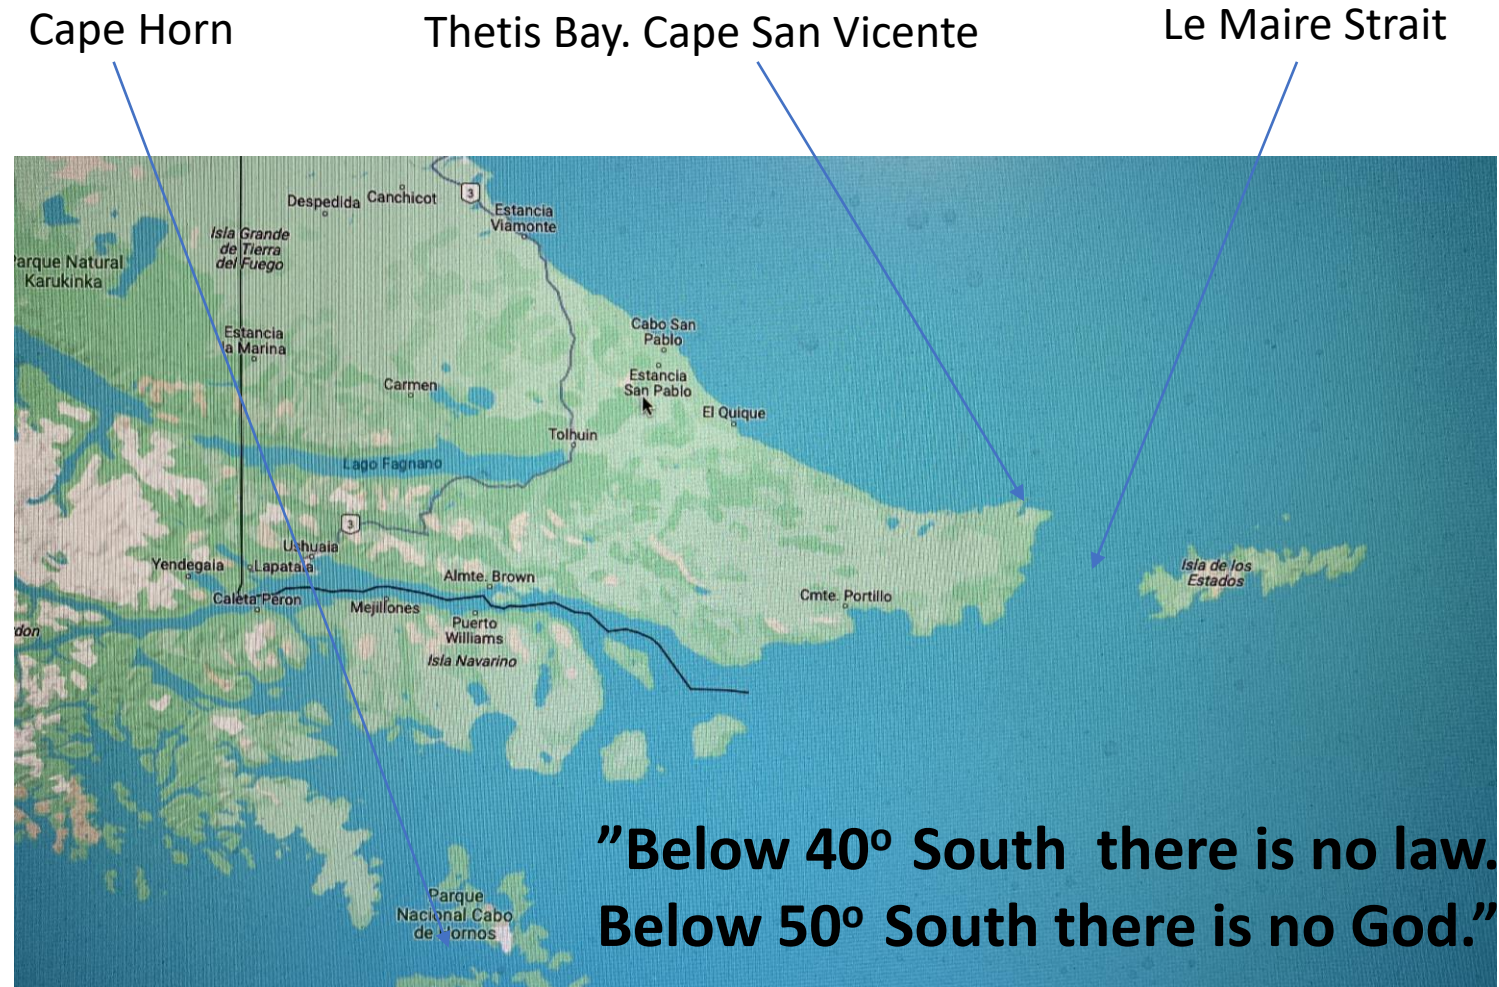 Cape Horn
Thetis Bay. Cape San Vicente
Le Maire Strait
Despedida
Canchicot
3
Estancia
Viamonte
Isla Grande
de Tierra
del Fuego
arque Natural
Karukinka
Estancia
la Marina
Cabo San
Pablo
Estancia
San Pablo
Carmen
El Quique
Tolhuin
Lago Fagnano
3
Ushuaia
Yendegaia
Lapataia
Almte. Brown
Isla de los
Estados
Caleta Peron
Mejillones
Cmte. Portillo
Puerto
Williams
don
Isla Navarino
"Below 40º South there is no law.
Below 50º South there is no God."
Parque
Nacional Cabo
de Hornos